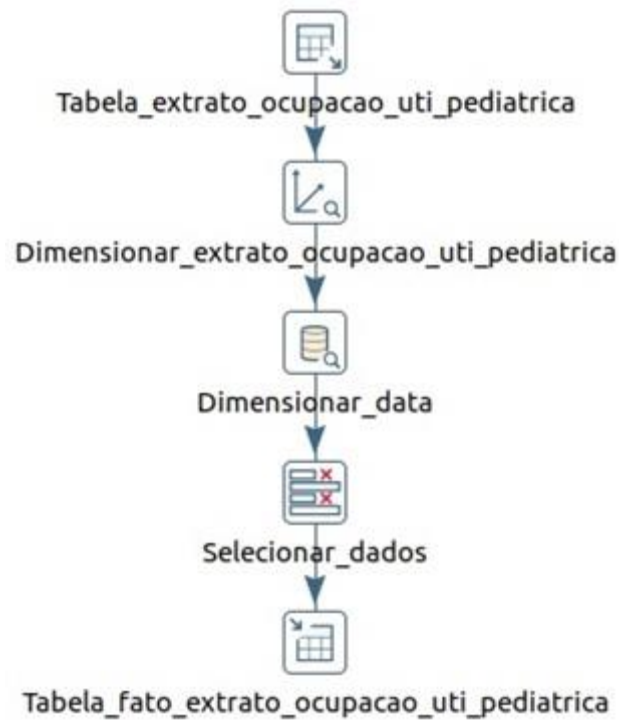 Tabela_extrato_ocupacao_uti_pediatrica
Dimensionar_extrato_ocupacao_uti_pediatrica
Dimensionar_data
Selecionar_dados
Tabela_fato_extrato_ocupacao_uti_pediatrica